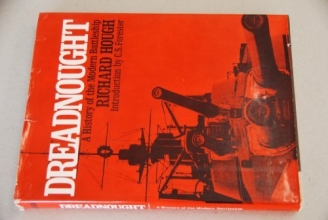 DREADNOUGHT
A History of the Modern Battleship
RICHARD HOUGH
Introduction by C.S. Forester
DREADNOUGHT
A History of the Modern Battleship